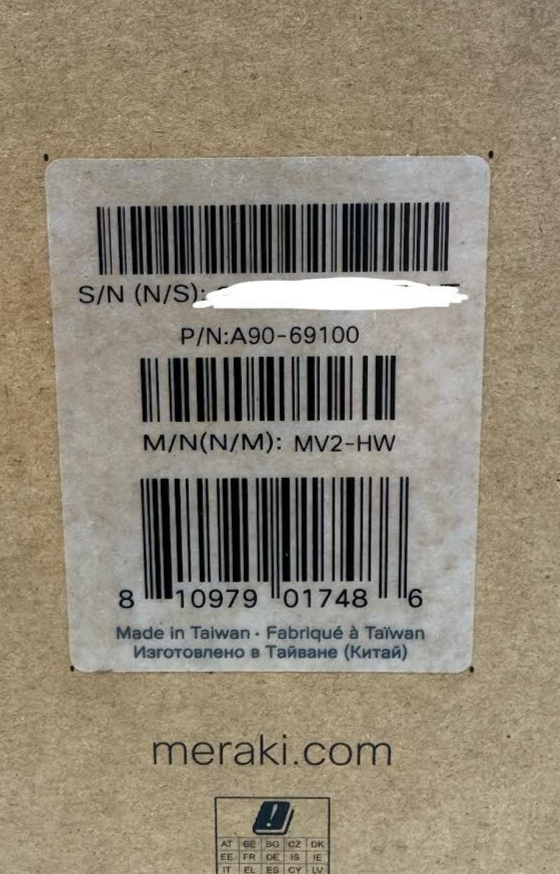 S/N (N/S):
P/N:A90-69100
M/N(N/M): MV2-HW
8 10979 01748 6
Made in Taiwan · Fabriqué à Taïwan
Изготовлено в Тайване (Китай)
meraki.com
AT BE BG CZ DK
EE FR DE IS IE
IT EL ES CY LV